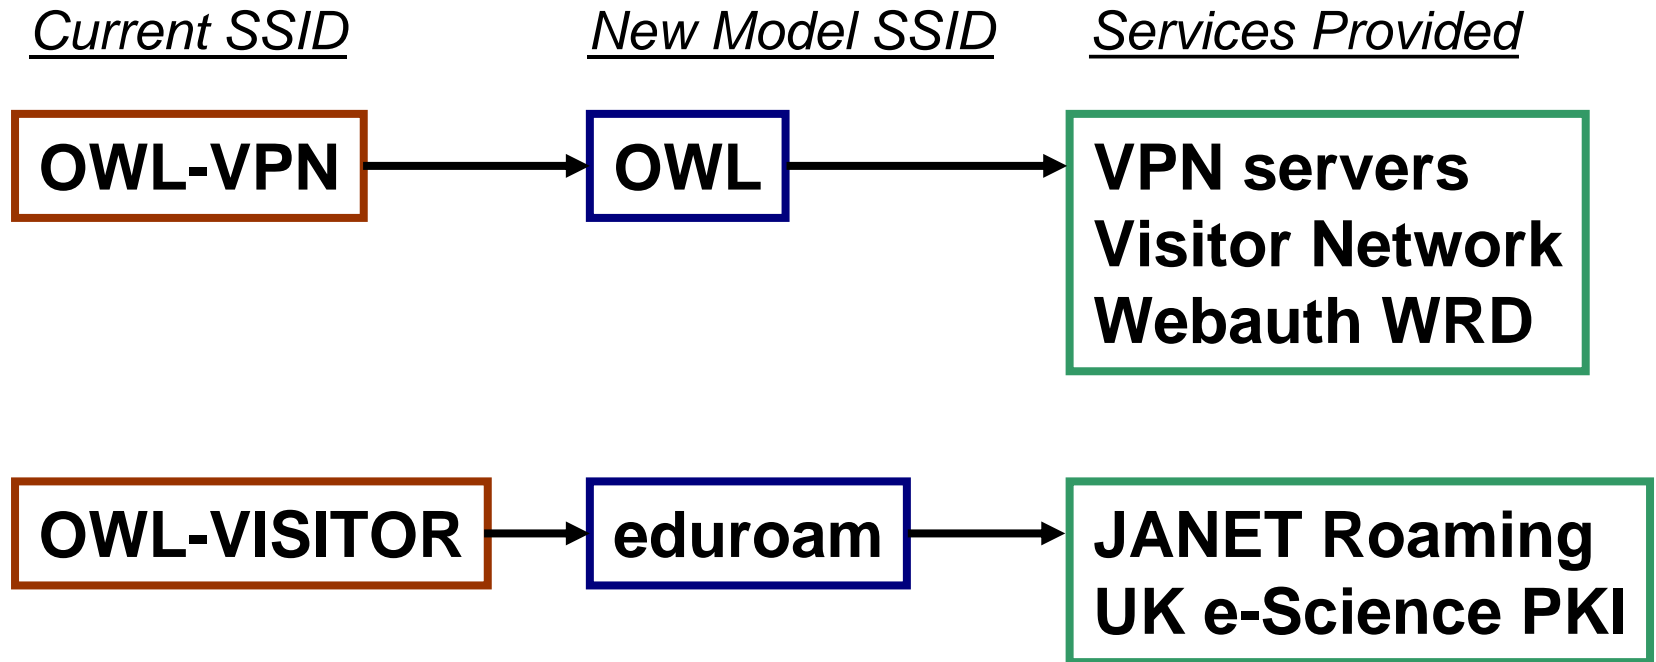 Current SSID
New Model SSID
Services Provided
OWL-VPN
OWL
VPN servers
Visitor Network
Webauth WRD
OWL-VISITOR
eduroam
JANET Roaming
UK e-Science PKI